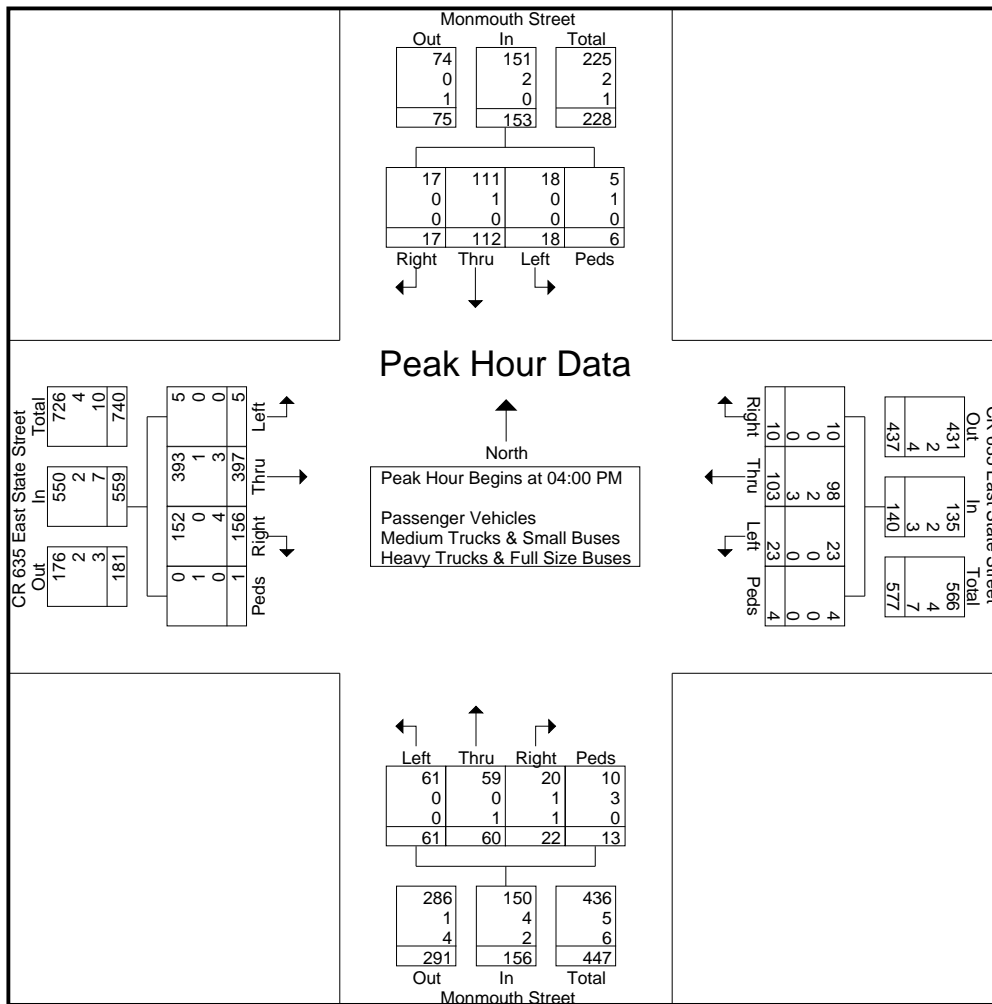 Monmouth Street
Out In Total
74 151 225
0 2 2
1 0 1
75 153 228
17 111 18 5
0 1 0 1
0 0 0 0
17 112 18 6
Right Thru Left Peds
Peak Hour Data
North
Peak Hour Begins at 04:00 PM
Passenger Vehicles
Medium Trucks & Small Buses
Heavy Trucks & Full Size Buses
CR 635 East State Street
Out In Total
176 550 726
2 2 4
3 7 10
181 559 740
5 393 152 0
0 1 0 1
0 3 4 0
5 397 156 1
Left Thru Right Peds
CR 635 East State Street
Out In Total
431 135 566
2 2 4
4 3 7
437 140 577
10 98 23 4
0 2 0 0
0 3 0 0
10 103 23 4
Right Thru Left Peds
Left Thru Right Peds
61 59 20 10
0 0 1 3
0 1 1 0
61 60 22 13
286 150 436
1 4 5
4 2 6
291 156 447
Out In Total
Monmouth Street